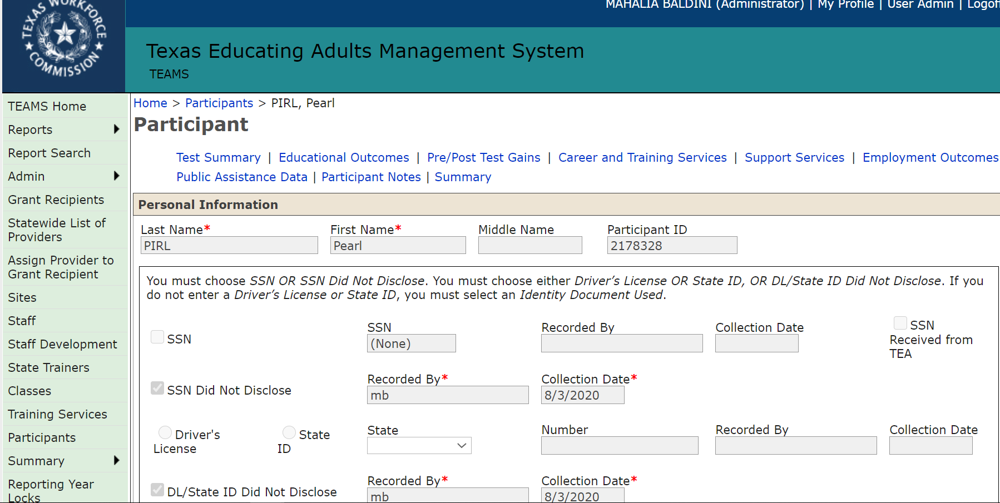 MAHALIA BALDINI (Administrator) | My Profile | User Admin | Logoff
TEXAS WORKFORCE COMMISSION
Texas Educating Adults Management System
TEAMS
TEAMS Home
Reports
Report Search
Admin
Grant Recipients
Statewide List of
Providers
Assign Provider to
Grant Recipient
Sites
Staff
Staff Development
State Trainers
Classes
Training Services
Participants
Summary
Reporting Year
Locks
Home > Participants > PIRL, Pearl
Participant
Test Summary | Educational Outcomes | Pre/Post Test Gains | Career and Training Services | Support Services | Employment Outcomes
Public Assistance Data | Participant Notes | Summary
Personal Information
Last Name* First Name* Middle Name Participant ID
PIRL Pearl 2178328
You must choose SSN OR SSN Did Not Disclose. You must choose either Driver’s License OR State ID, OR DL/State ID Did Not Disclose. If you
do not enter a Driver’s License or State ID, you must select an Identity Document Used.
SSN SSN Recorded By Collection Date SSN
(None) Received from
TEA
Recorded By* Collection Date*
SSN Did Not Disclose mb 8/3/2020
Driver's State State Number Recorded By Collection Date
License ID
Recorded By* Collection Date*
DL/State ID Did Not Disclose mb 8/3/2020